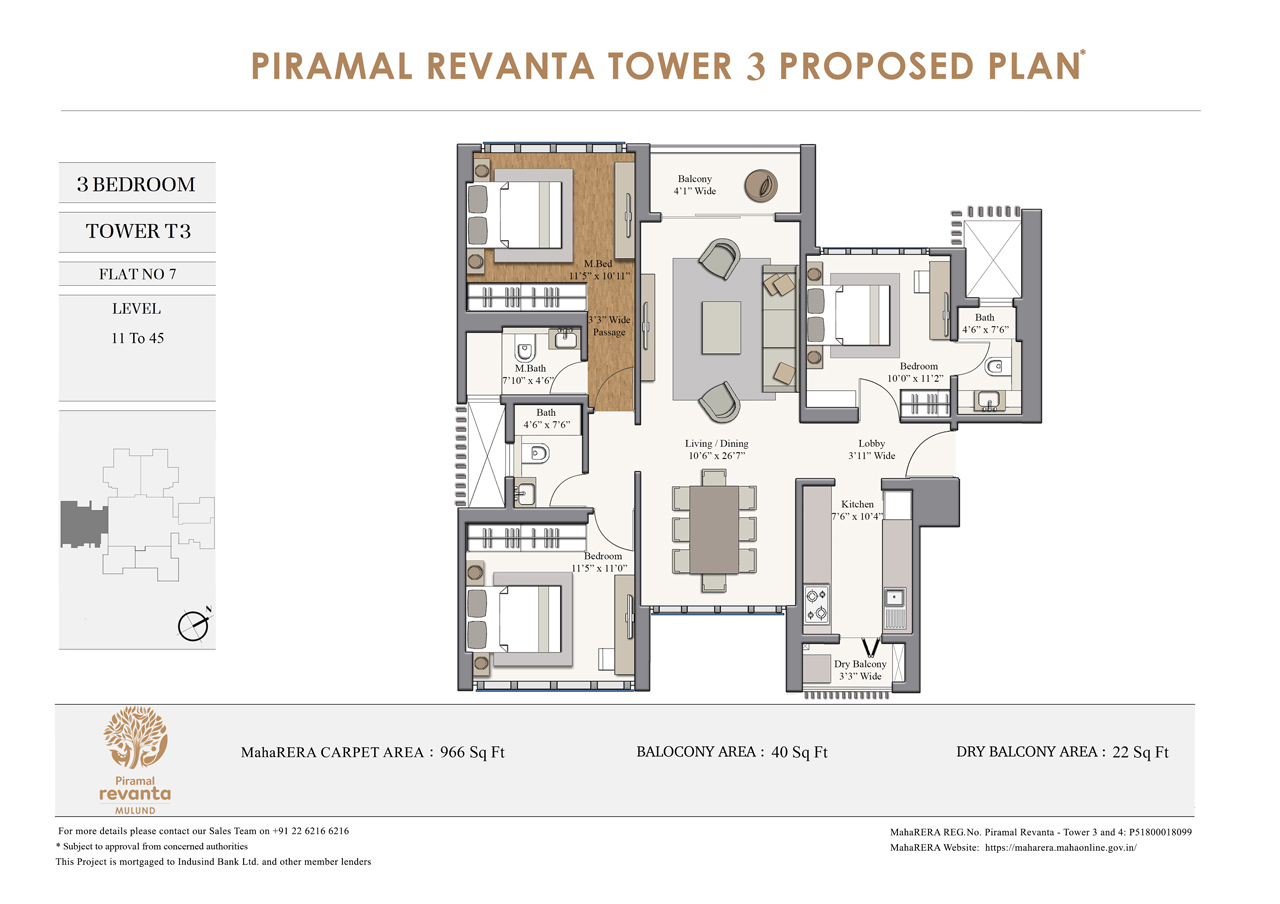 PIRAMAL REVANTA TOWER 3 PROPOSED PLAN*
3 BEDROOM
TOWER T3
FLAT NO 7
LEVEL
11 To 45
N
Balcony
4'1" Wide
M.Bed
11'5" x 10'11"
3'3" Wide
Passage
M.Bath
7'10" x 4'6"
Bath
4'6" x 7'6"
Bedroom
11'5" x 11'0"
Living / Dining
10'6" x 26'7"
Bath
4'6" x 7'6"
Bedroom
10'0" x 11'2"
Lobby
3'11" Wide
Kitchen
7'6" x 10'4"
Dry Balcony
3'3" Wide
Piramal
revanta
MULUND
MahaRERA CARPET AREA : 966 Sq Ft
BALOCONY AREA : 40 Sq Ft
DRY BALCONY AREA : 22 Sq Ft
For more details please contact our Sales Team on +91 22 6216 6216
* Subject to approval from concerned authorities
This Project is mortgaged to Indusind Bank Ltd. and other member lenders
MahaRERA REG.No. Piramal Revanta - Tower 3 and 4: P51800018099
MahaRERA Website: https://maharera.mahaonline.gov.in/